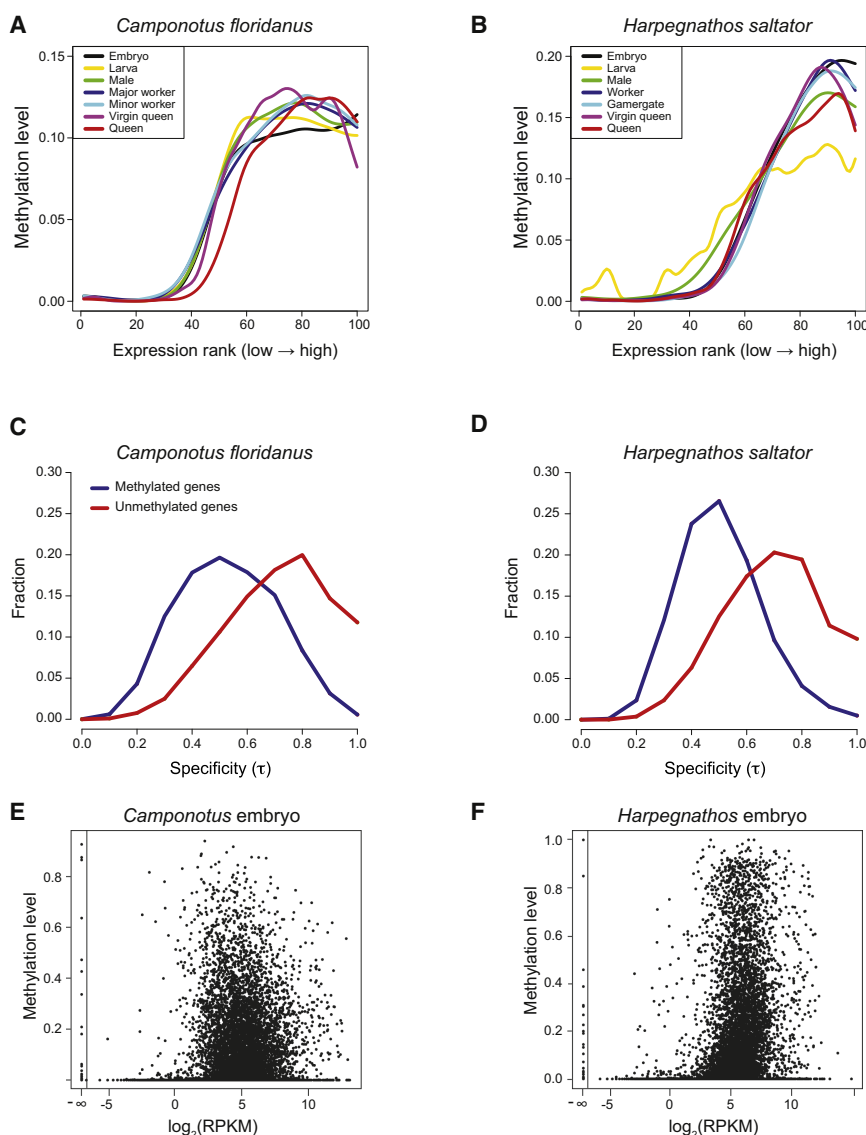 A
Camponotus floridanus
Methylation level
0.15
0.10
0.05
0.00
Embryo
Larva
Male
Major worker
Minor worker
Virgin queen
Queen
0 20 40 60 80 100
Expression rank (low → high)
B
Harpegnathos saltator
Methylation level
0.20
0.15
0.10
0.05
0.00
Embryo
Larva
Male
Worker
Gamergate
Virgin queen
Queen
0 20 40 60 80 100
Expression rank (low → high)
C
Camponotus floridanus
Fraction
0.30
0.25
0.20
0.15
0.10
0.05
0.00
Methylated genes
Unmethylated genes
0.0 0.2 0.4 0.6 0.8 1.0
Specificity (τ)
D
Harpegnathos saltator
Fraction
0.30
0.25
0.20
0.15
0.10
0.05
0.00
0.0 0.2 0.4 0.6 0.8 1.0
Specificity (τ)
E
Camponotus embryo
Methylation level
0.8
0.6
0.4
0.2
-∞ -5 0 5 10
log2(RPKM)
F
Harpegnathos embryo
Methylation level
1.0
0.8
0.6
0.4
0.2
0.0
-∞ -5 0 5 10
log2(RPKM)